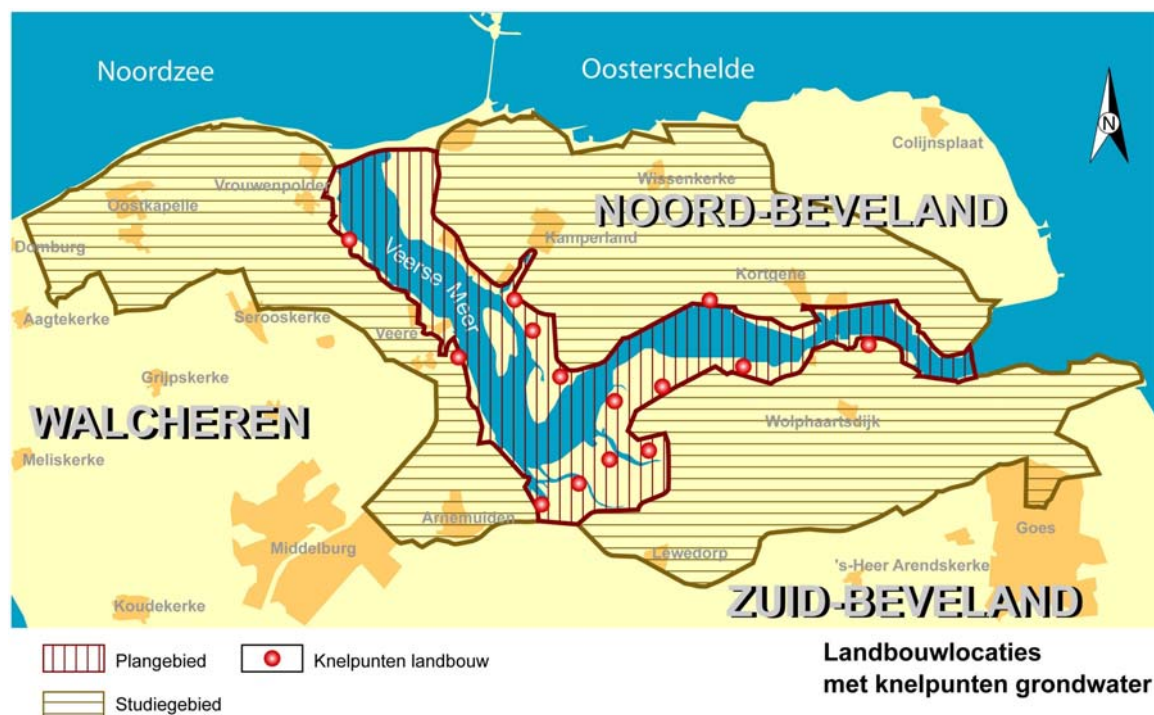 Noordzee
Oosterschelde
N
Colijnsplaat
Vrouwenpolder
Wissenkerke
Oostkapelle
NOORD-BEVELAND
Kamperland
Domburg
Veerse Meer
Kortgene
Aagtekerke
Serooskerke
Veere
Grijpskerke
WALCHEREN
Wolphaartsdijk
Meliskerke
Arnemuiden
Goes
Middelburg
Lewedorp
's-Heer Arendskerke
Koudekerke
ZUID-BEVELAND
Plangebied
Knelpunten landbouw
Studiegebied
Landbouwlocaties
met knelpunten grondwater